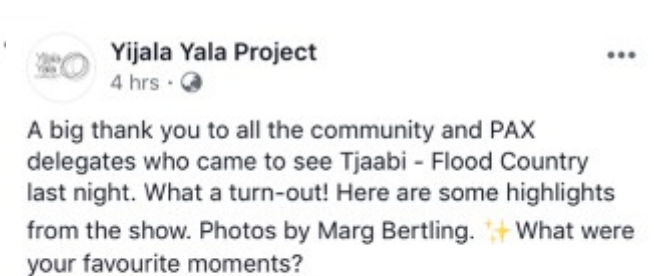 Yijala Yala Project
4 hrs ·
A big thank you to all the community and PAX
delegates who came to see Tjaabi - Flood Country
last night. What a turn-out! Here are some highlights
from the show. Photos by Marg Bertling. ✨ What were
your favourite moments?